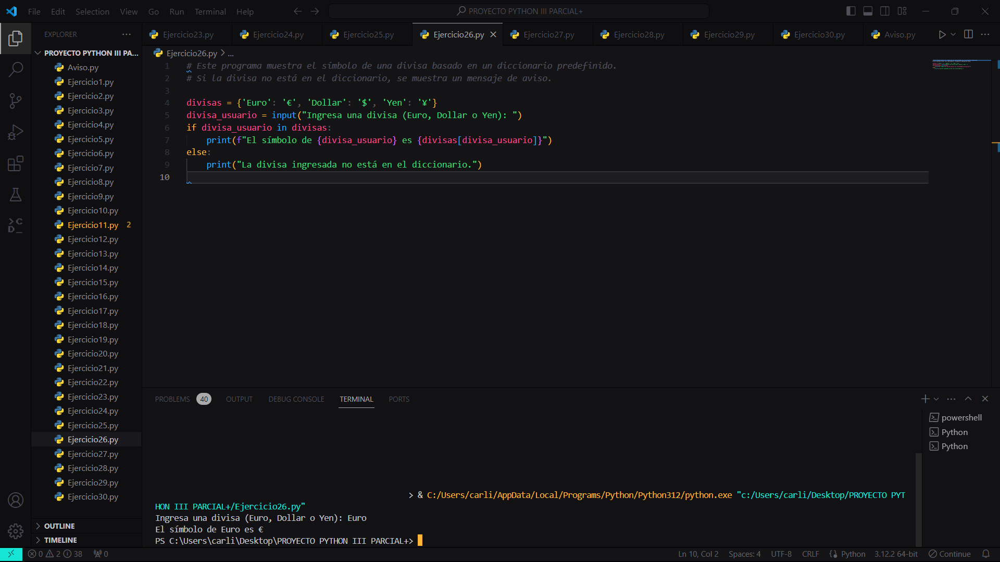 File Edit Selection View Go Run Terminal Help
PROYECTO PYTHON III PARCIAL+
EXPLORER
PROYECTO PYTHON III PA...
Aviso.py
Ejercicio1.py
Ejercicio2.py
Ejercicio3.py
Ejercicio4.py
Ejercicio5.py
Ejercicio6.py
Ejercicio7.py
Ejercicio8.py
Ejercicio9.py
Ejercicio10.py
Ejercicio11.py 2
Ejercicio12.py
Ejercicio13.py
Ejercicio14.py
Ejercicio15.py
Ejercicio16.py
Ejercicio17.py
Ejercicio18.py
Ejercicio19.py
Ejercicio20.py
Ejercicio21.py
Ejercicio22.py
Ejercicio23.py
Ejercicio24.py
Ejercicio25.py
Ejercicio26.py
Ejercicio27.py
Ejercicio28.py
Ejercicio29.py
Ejercicio30.py
OUTLINE
TIMELINE
Ejercicio23.py Ejercicio24.py Ejercicio25.py Ejercicio26.py Ejercicio27.py Ejercicio28.py Ejercicio29.py Ejercicio30.py Aviso.py
Ejercicio26.py > ...
1 # Este programa muestra el símbolo de una divisa basado en un diccionario predefinido.
2 # Si la divisa no está en el diccionario, se muestra un mensaje de aviso.
3
4 divisas = {'Euro': '€', 'Dollar': '$', 'Yen': '¥'}
5 divisa_usuario = input("Ingresa una divisa (Euro, Dollar o Yen): ")
6 if divisa_usuario in divisas:
7     print(f"El símbolo de {divisa_usuario} es {divisas[divisa_usuario]}")
8 else:
9     print("La divisa ingresada no está en el diccionario.")
10
PROBLEMS 40 OUTPUT DEBUG CONSOLE TERMINAL PORTS
powershell
Python
Python
> & C:/Users/carli/AppData/Local/Programs/Python/Python312/python.exe "c:/Users/carli/Desktop/PROYECTO PYT
HON III PARCIAL+/Ejercicio26.py"
Ingresa una divisa (Euro, Dollar o Yen): Euro
El símbolo de Euro es €
PS C:\Users\carli\Desktop\PROYECTO PYTHON III PARCIAL+>
0 2 38 0 Ln 10, Col 2 Spaces: 4 UTF-8 CRLF Python 3.12.2 64-bit Continue